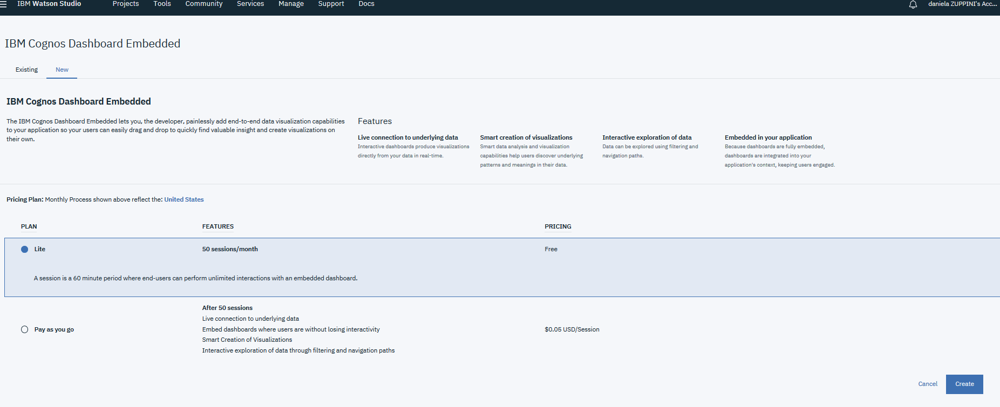 IBM Watson Studio Projects Tools Community Services Manage Support Docs daniela ZUPPINI's Acc...
IBM Cognos Dashboard Embedded
Existing New
IBM Cognos Dashboard Embedded
The IBM Cognos Dashboard Embedded lets you, the developer, painlessly add end-to-end data visualization capabilities
to your application so your users can easily drag and drop to quickly find valuable insight and create visualizations on
their own.
Features
Live connection to underlying data
Interactive dashboards produce visualizations
directly from your data in real-time.
Smart creation of visualizations
Smart data analysis and visualization
capabilities help users discover underlying
patterns and meanings in their data.
Interactive exploration of data
Data can be explored using filtering and
navigation paths.
Embedded in your application
Because dashboards are fully embedded,
dashboards are integrated into your
application's context, keeping users engaged.
Pricing Plan: Monthly Process shown above reflect the: United States
PLAN FEATURES PRICING
Lite 50 sessions/month Free
A session is a 60 minute period where end-users can perform unlimited interactions with an embedded dashboard.
After 50 sessions
Live connection to underlying data
Pay as you go Embed dashboards where users are without losing interactivity $0.05 USD/Session
Smart Creation of Visualizations
Interactive exploration of data through filtering and navigation paths
Cancel Create